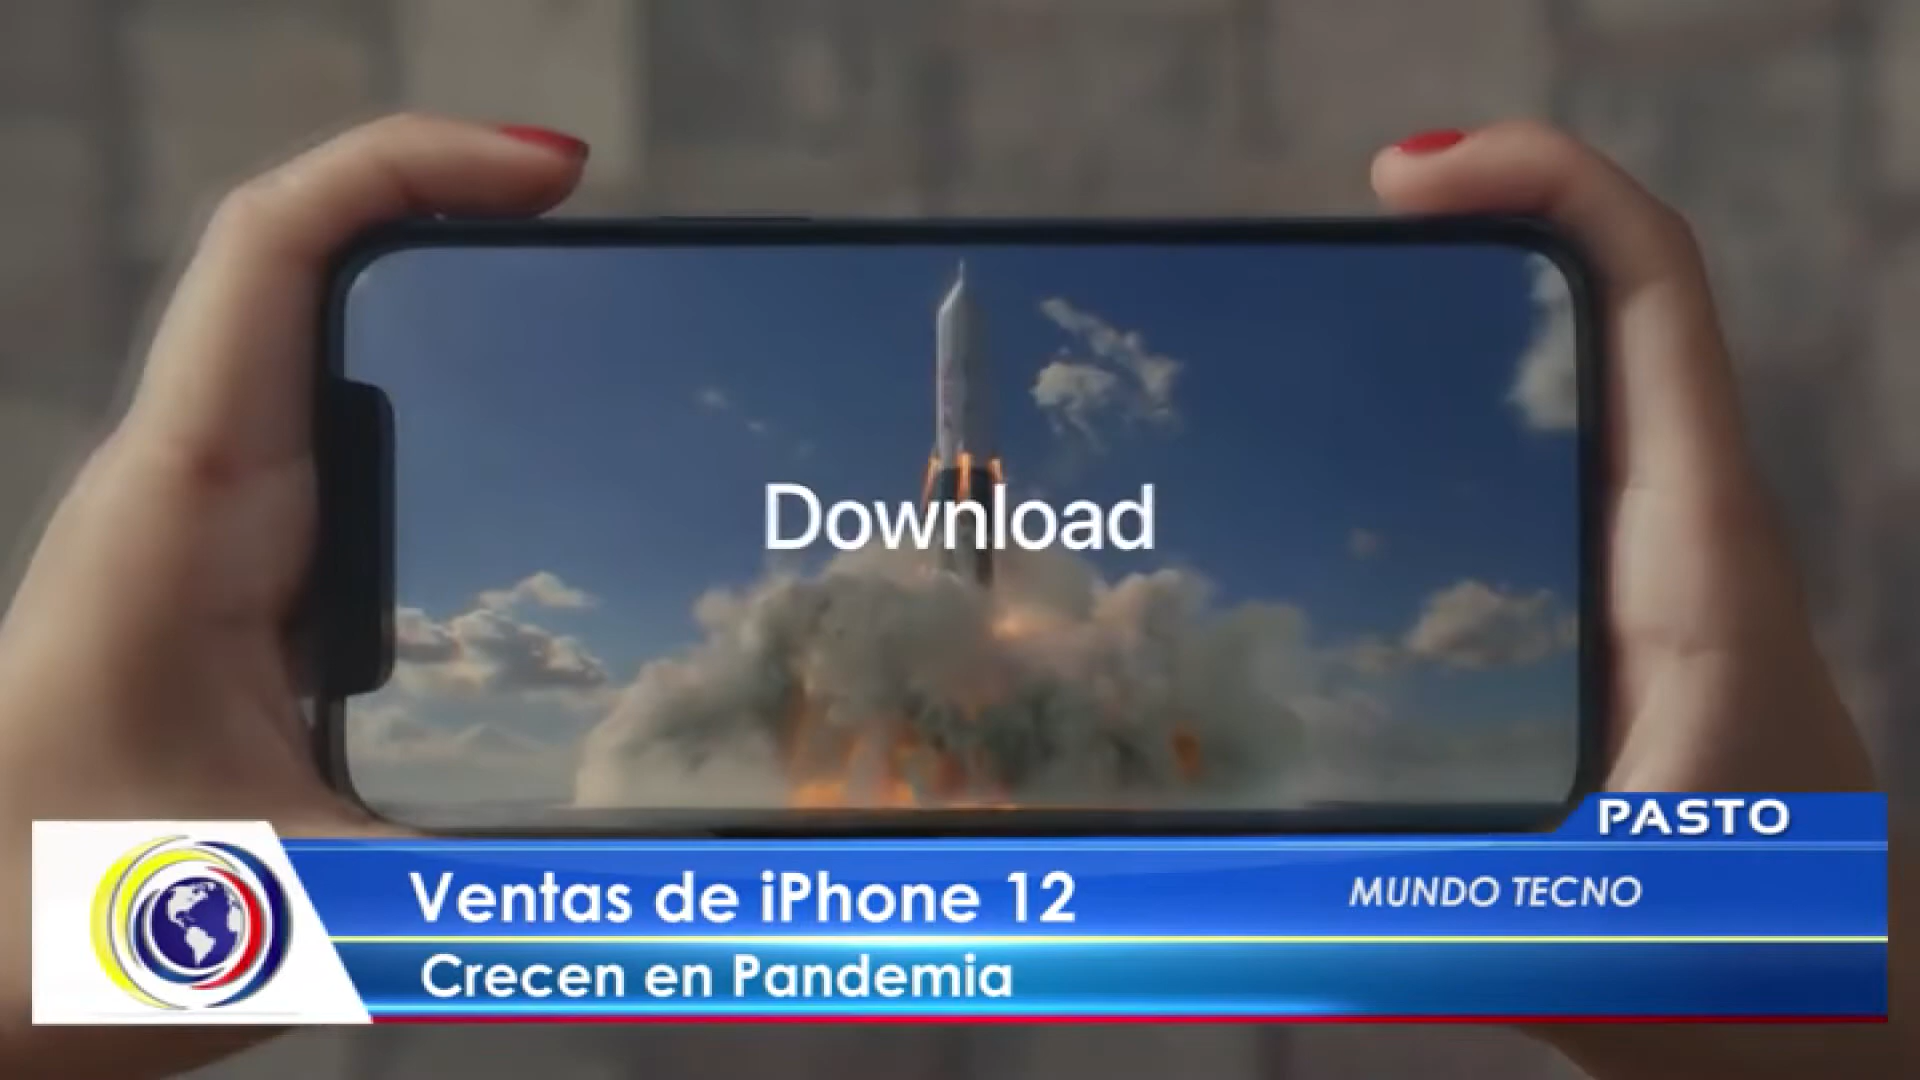 Download
PASTO
Ventas de iPhone 12
MUNDO TECNO
Crecen en Pandemia